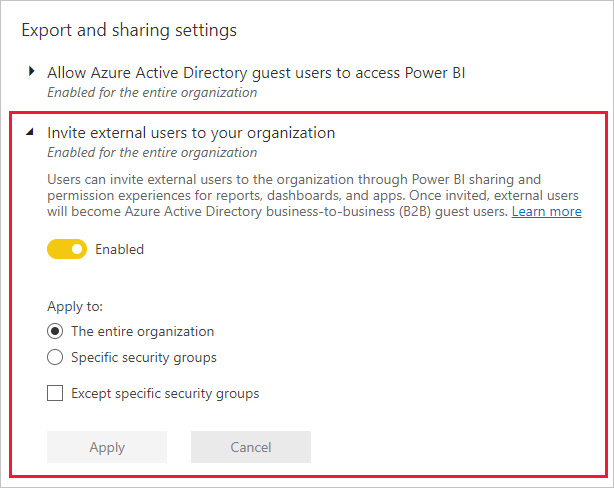 Export and sharing settings
Allow Azure Active Directory guest users to access Power BI
Enabled for the entire organization
Invite external users to your organization
Enabled for the entire organization
Users can invite external users to the organization through Power BI sharing and
permission experiences for reports, dashboards, and apps. Once invited, external users
will become Azure Active Directory business-to-business (B2B) guest users. Learn more
Enabled
Apply to:
The entire organization
Specific security groups
Except specific security groups
Apply
Cancel